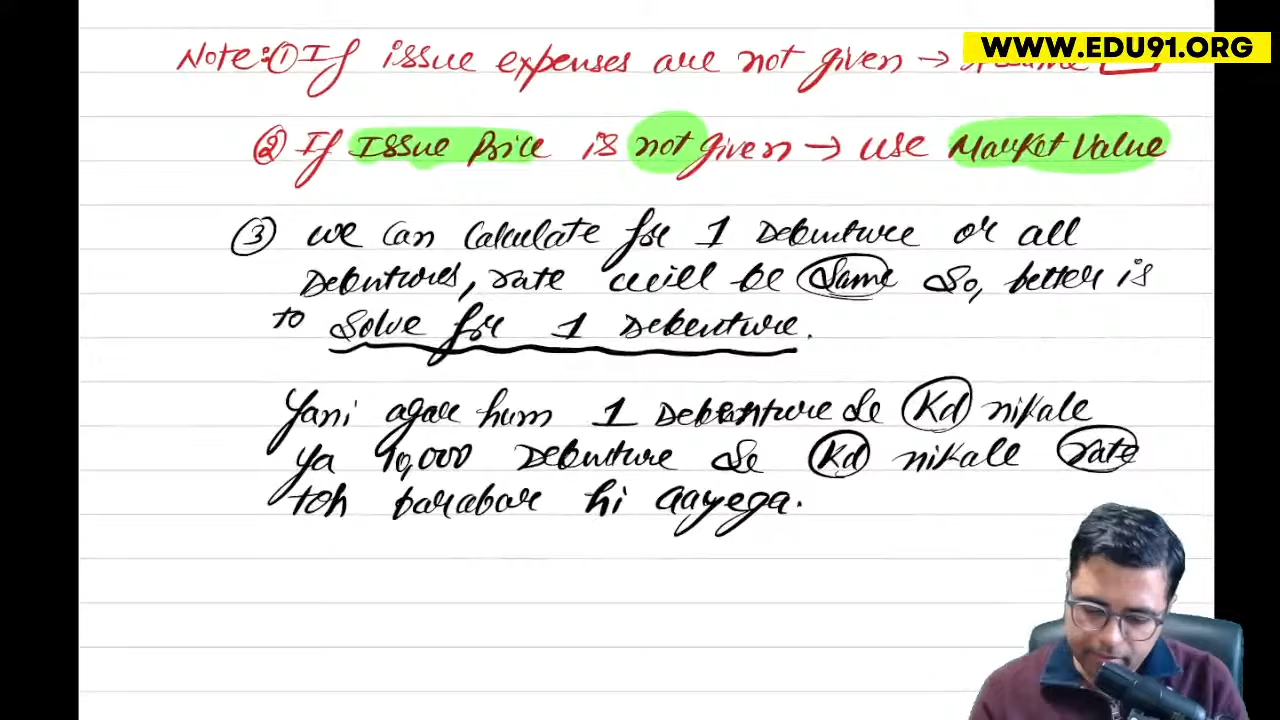 WWW.EDU91.ORG
Note:① If issue expenses are not given →
② If Issue Price is not given → use Market Value
③ we can calculate for 1 Debenture or all
Debentures, rate will be Same So, better is
to Solve for 1 Debenture.
Yani agar hum 1 Debenture Se Kd nikale
Ya 10,000 Debenture Se Kd nikale rate
toh barabar hi aayega.